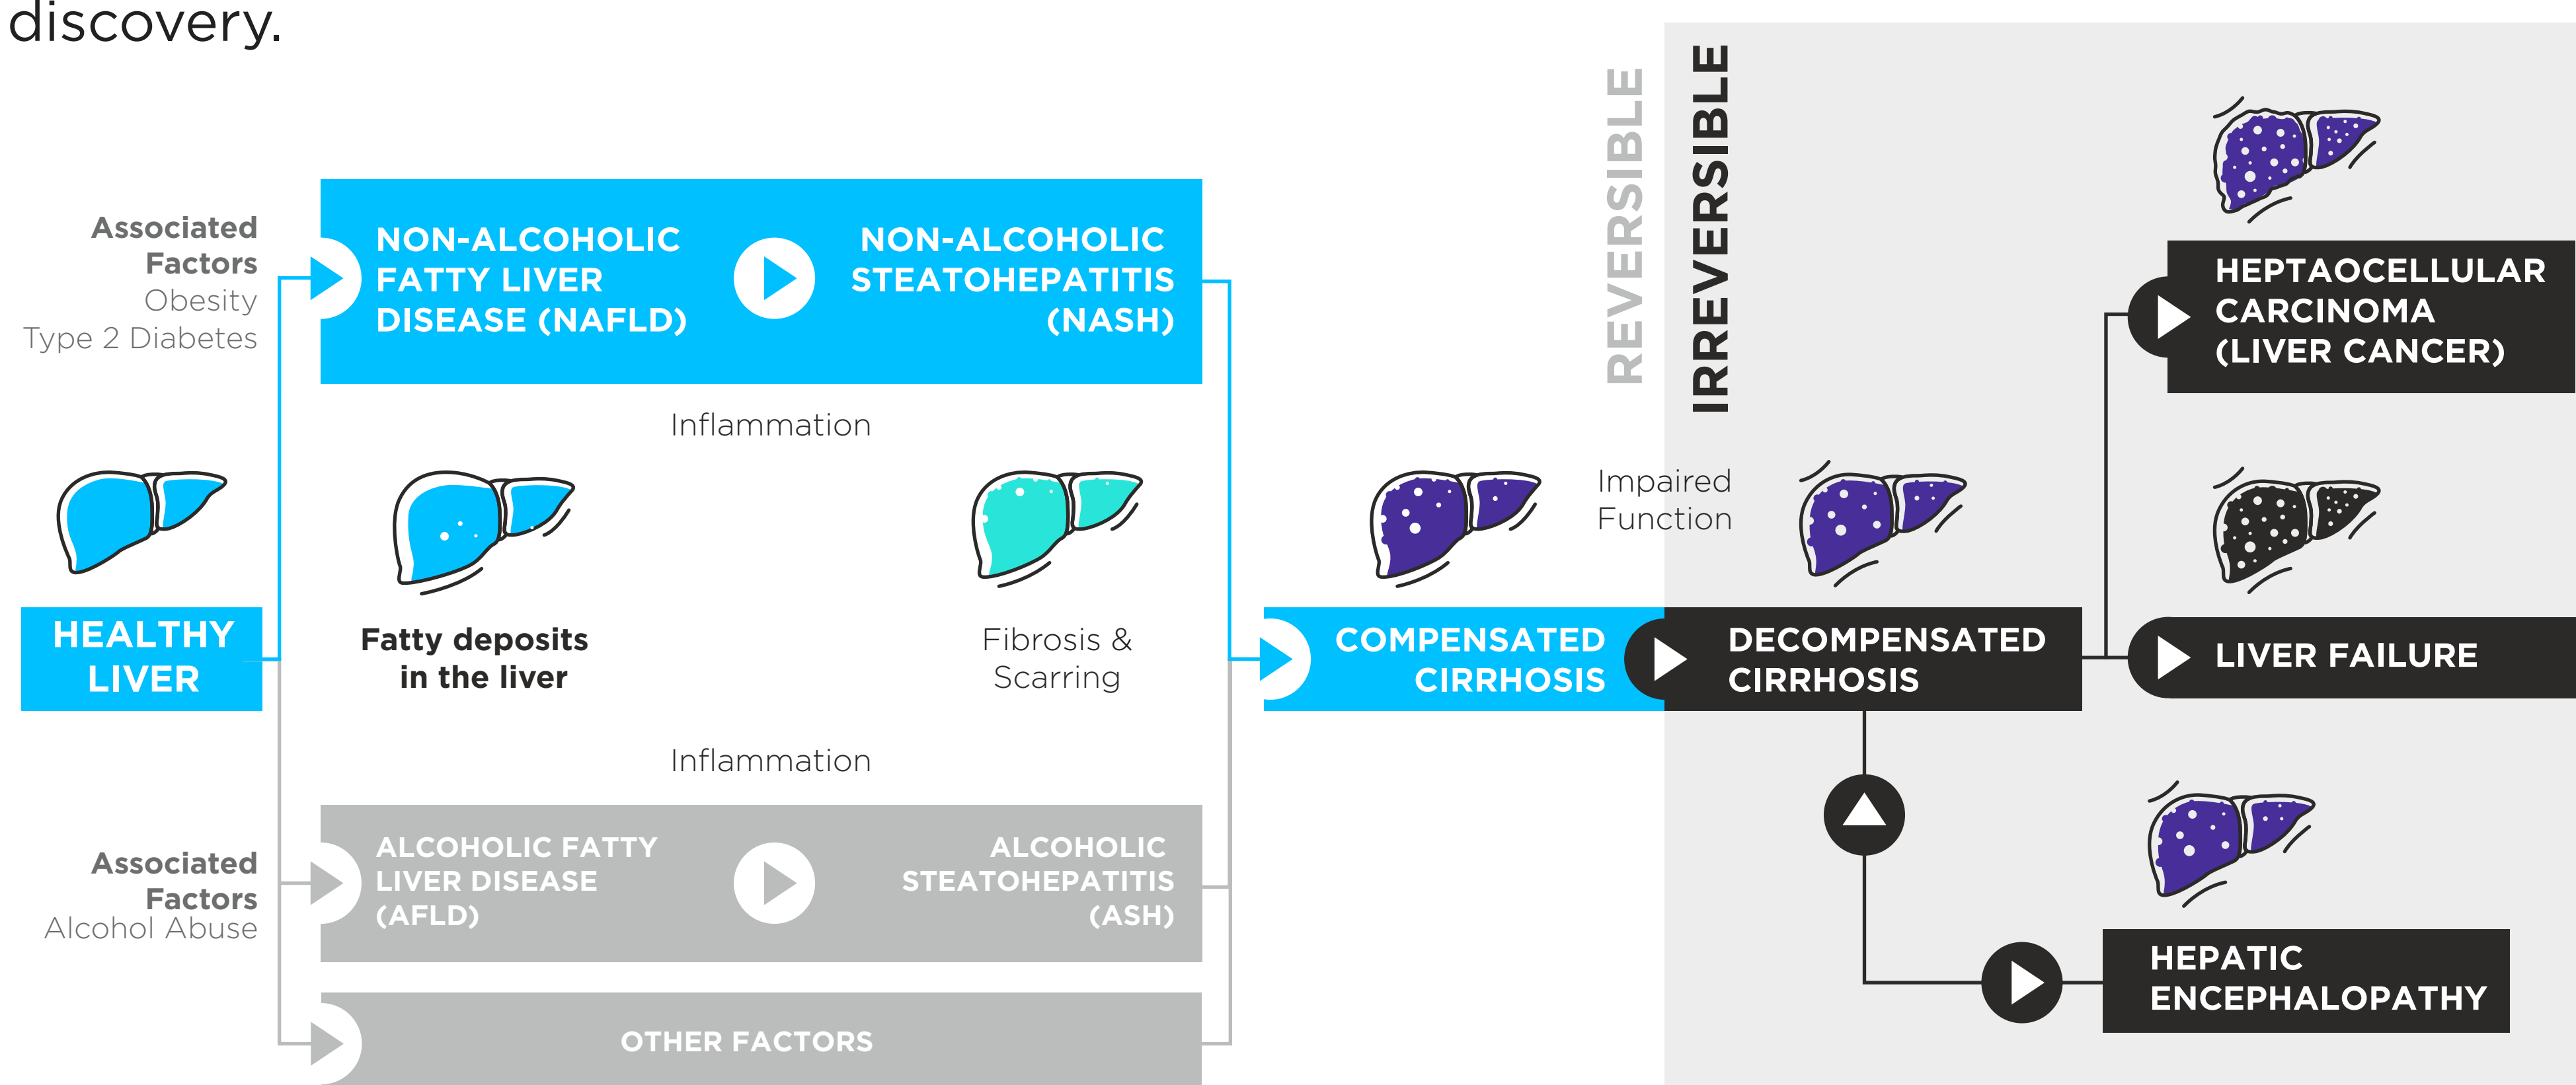 discovery.
Associated
Factors
Obesity
Type 2 Diabetes
NON-ALCOHOLIC
FATTY LIVER
DISEASE (NAFLD)
NON-ALCOHOLIC
STEATOHEPATITIS
(NASH)
REVERSIBLE
IRREVERSIBLE
HEPTAOCELLULAR
CARCINOMA
(LIVER CANCER)
Inflammation
Impaired
Function
HEALTHY
LIVER
Fatty deposits
in the liver
Fibrosis &
Scarring
COMPENSATED
CIRRHOSIS
DECOMPENSATED
CIRRHOSIS
LIVER FAILURE
Inflammation
Associated
Factors
Alcohol Abuse
ALCOHOLIC FATTY
LIVER DISEASE
(AFLD)
ALCOHOLIC
STEATOHEPATITIS
(ASH)
HEPATIC
ENCEPHALOPATHY
OTHER FACTORS